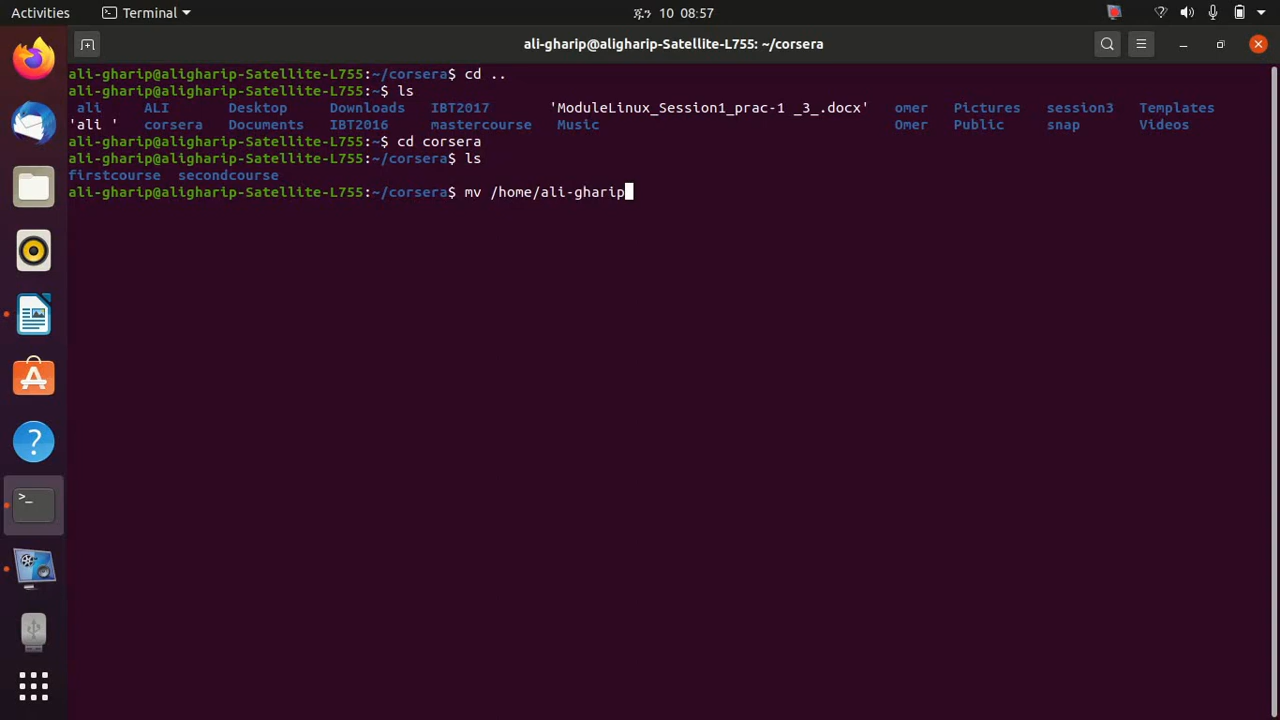 Activities Terminal ጁን 10 08:57
ali-gharip@aligharip-Satellite-L755: ~/corsera
ali-gharip@aligharip-Satellite-L755:~/corsera$ cd ..
ali-gharip@aligharip-Satellite-L755:~$ ls
ali ALI Desktop Downloads IBT2017 'ModuleLinux_Session1_prac-1 _3_.docx' omer Pictures session3 Templates
'ali ' corsera Documents IBT2016 mastercourse Music Omer Public snap Videos
ali-gharip@aligharip-Satellite-L755:~$ cd corsera
ali-gharip@aligharip-Satellite-L755:~/corsera$ ls
firstcourse secondcourse
ali-gharip@aligharip-Satellite-L755:~/corsera$ mv /home/ali-gharip